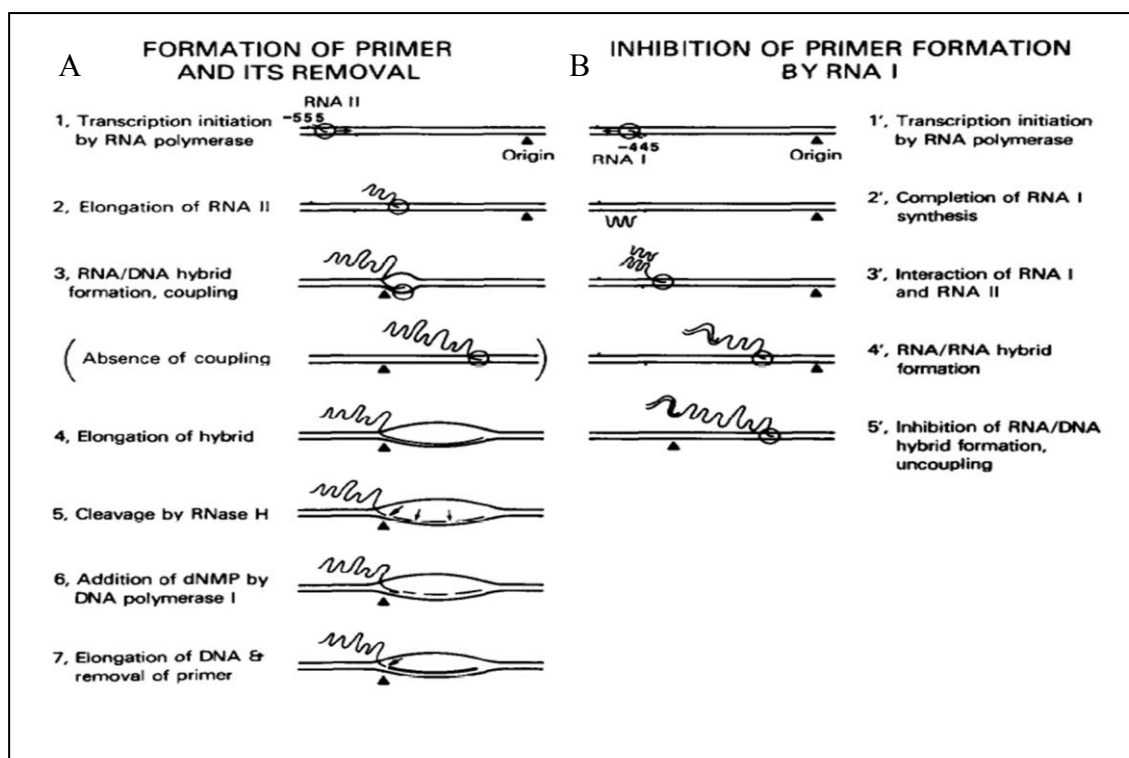 A
FORMATION OF PRIMER
AND ITS REMOVAL
RNA II
-555
1, Transcription initiation
by RNA polymerase
Origin
2, Elongation of RNA II
3, RNA/DNA hybrid
formation, coupling
( Absence of coupling )
4, Elongation of hybrid
5, Cleavage by RNase H
6, Addition of dNMP by
DNA polymerase I
7, Elongation of DNA &
removal of primer
B
INHIBITION OF PRIMER FORMATION
BY RNA I
-445
RNA I
Origin
1', Transcription initiation
by RNA polymerase
2', Completion of RNA I
synthesis
3', Interaction of RNA I
and RNA II
4', RNA/RNA hybrid
formation
5', Inhibition of RNA/DNA
hybrid formation,
uncoupling